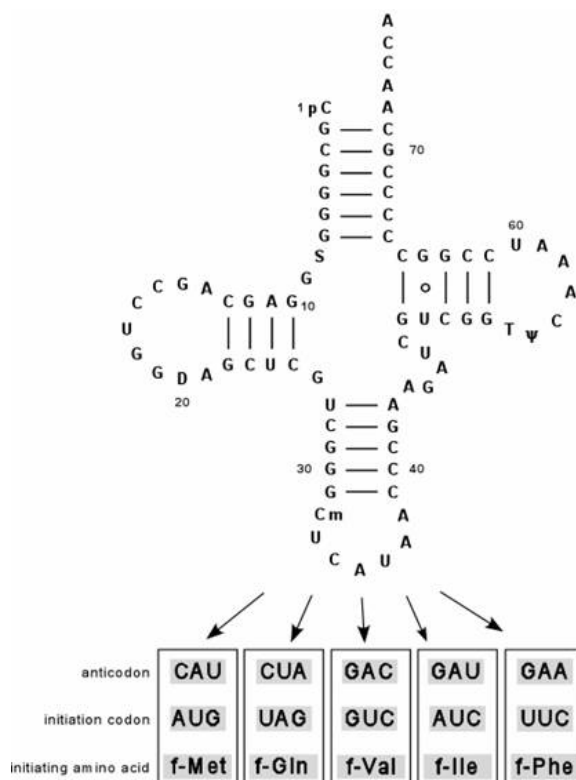 A
C
C
A
1 p C A
G C
C G 70
G C
G C
G C
G C
60
C G G C C U A A A C
S
G
U C C G A C G A G 10
G C U C G G T Ψ
G G D A G C U C G
20
C U A G A
U A
C G
G C
30 G C 40
G C
Cm A
U A
C A U
anticodon CAU CUA GAC GAU GAA
initiation codon AUG UAG GUC AUC UUC
initiating amino acid f-Met f-Gln f-Val f-Ile f-Phe